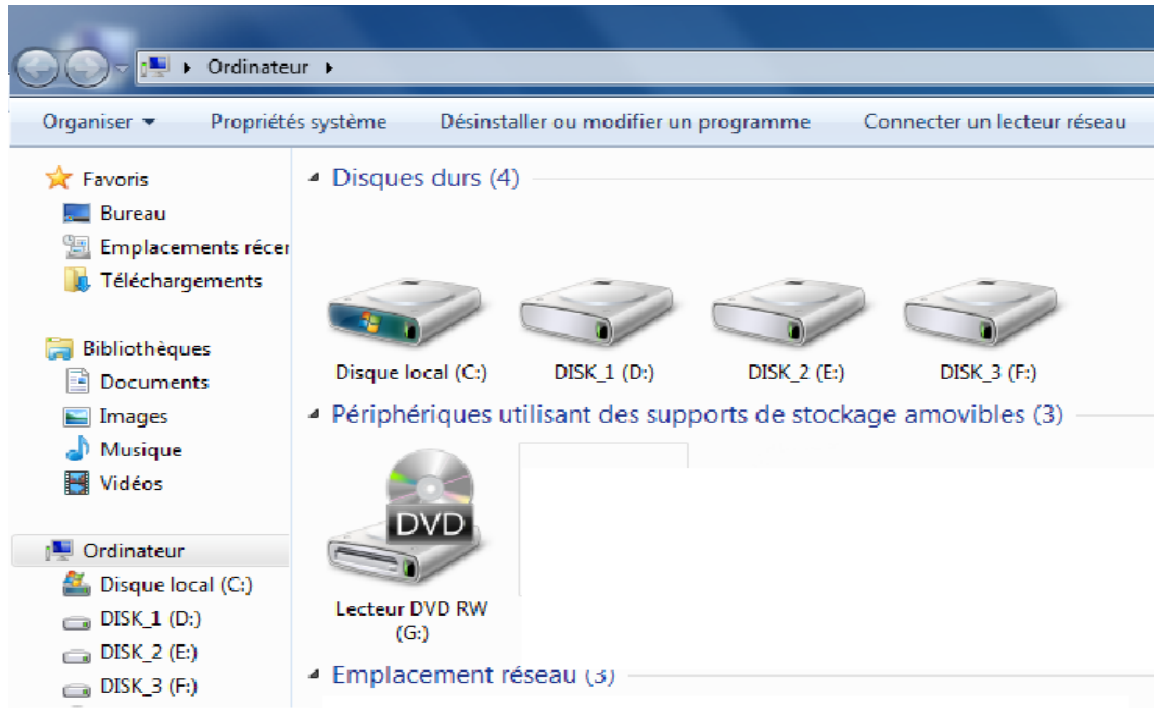 Ordinateur
Organiser Propriétés système Désinstaller ou modifier un programme Connecter un lecteur réseau
Favoris
Bureau
Emplacements récer
Téléchargements
Bibliothèques
Documents
Images
Musique
Vidéos
Ordinateur
Disque local (C:)
DISK_1 (D:)
DISK_2 (E:)
DISK_3 (F:)
Disques durs (4)
Disque local (C:) DISK_1 (D:) DISK_2 (E:) DISK_3 (F:)
Périphériques utilisant des supports de stockage amovibles (3)
DVD
Lecteur DVD RW
(G:)
Emplacement réseau (3)